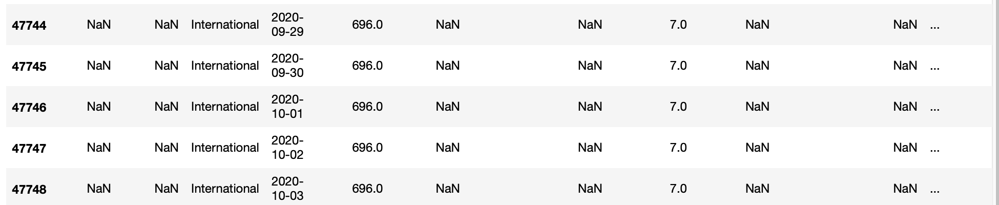 47744 NaN NaN International 2020-09-29 696.0 NaN NaN 7.0 NaN NaN ...
47745 NaN NaN International 2020-09-30 696.0 NaN NaN 7.0 NaN NaN ...
47746 NaN NaN International 2020-10-01 696.0 NaN NaN 7.0 NaN NaN ...
47747 NaN NaN International 2020-10-02 696.0 NaN NaN 7.0 NaN NaN ...
47748 NaN NaN International 2020-10-03 696.0 NaN NaN 7.0 NaN NaN ...